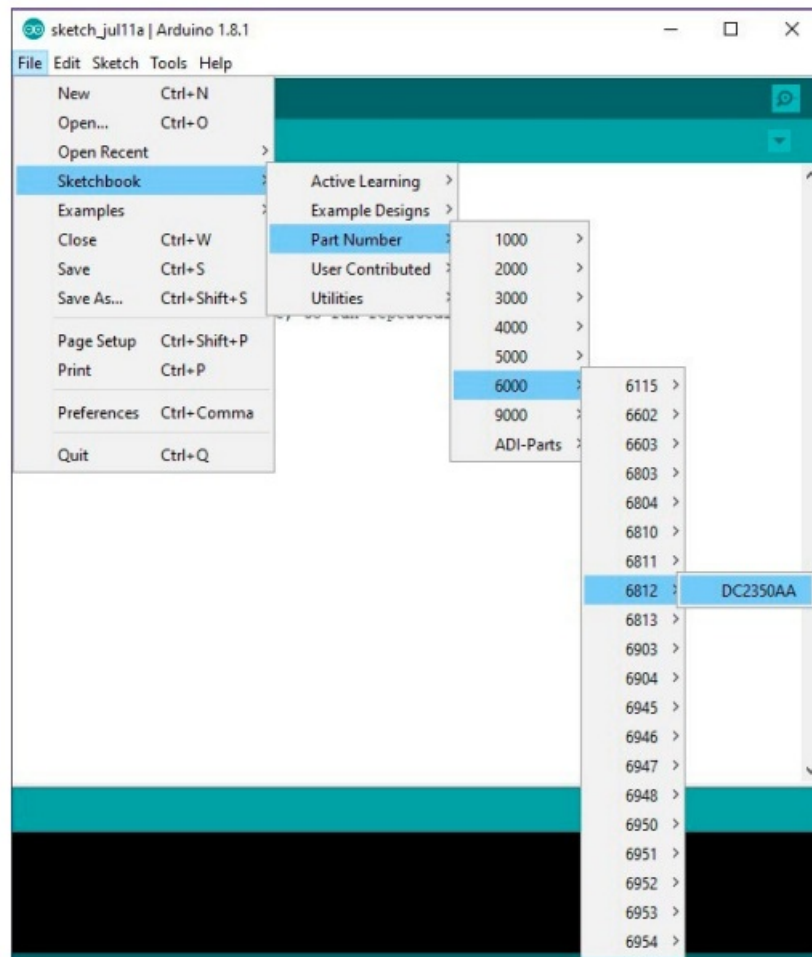 sketch_jul11a | Arduino 1.8.1
File Edit Sketch Tools Help
New Ctrl+N
Open... Ctrl+O
Open Recent >
Sketchbook >
Examples >
Close Ctrl+W
Save Ctrl+S
Save As... Ctrl+Shift+S
Page Setup Ctrl+Shift+P
Print Ctrl+P
Preferences Ctrl+Comma
Quit Ctrl+Q
Active Learning >
Example Designs >
Part Number >
User Contributed >
Utilities >
1000 >
2000 >
3000 >
4000 >
5000 >
6000 >
9000 >
ADI-Parts >
6115 >
6602 >
6603 >
6803 >
6804 >
6810 >
6811 >
6812 >
6813 >
6903 >
6904 >
6945 >
6946 >
6947 >
6948 >
6950 >
6951 >
6952 >
6953 >
6954 >
DC2350AA